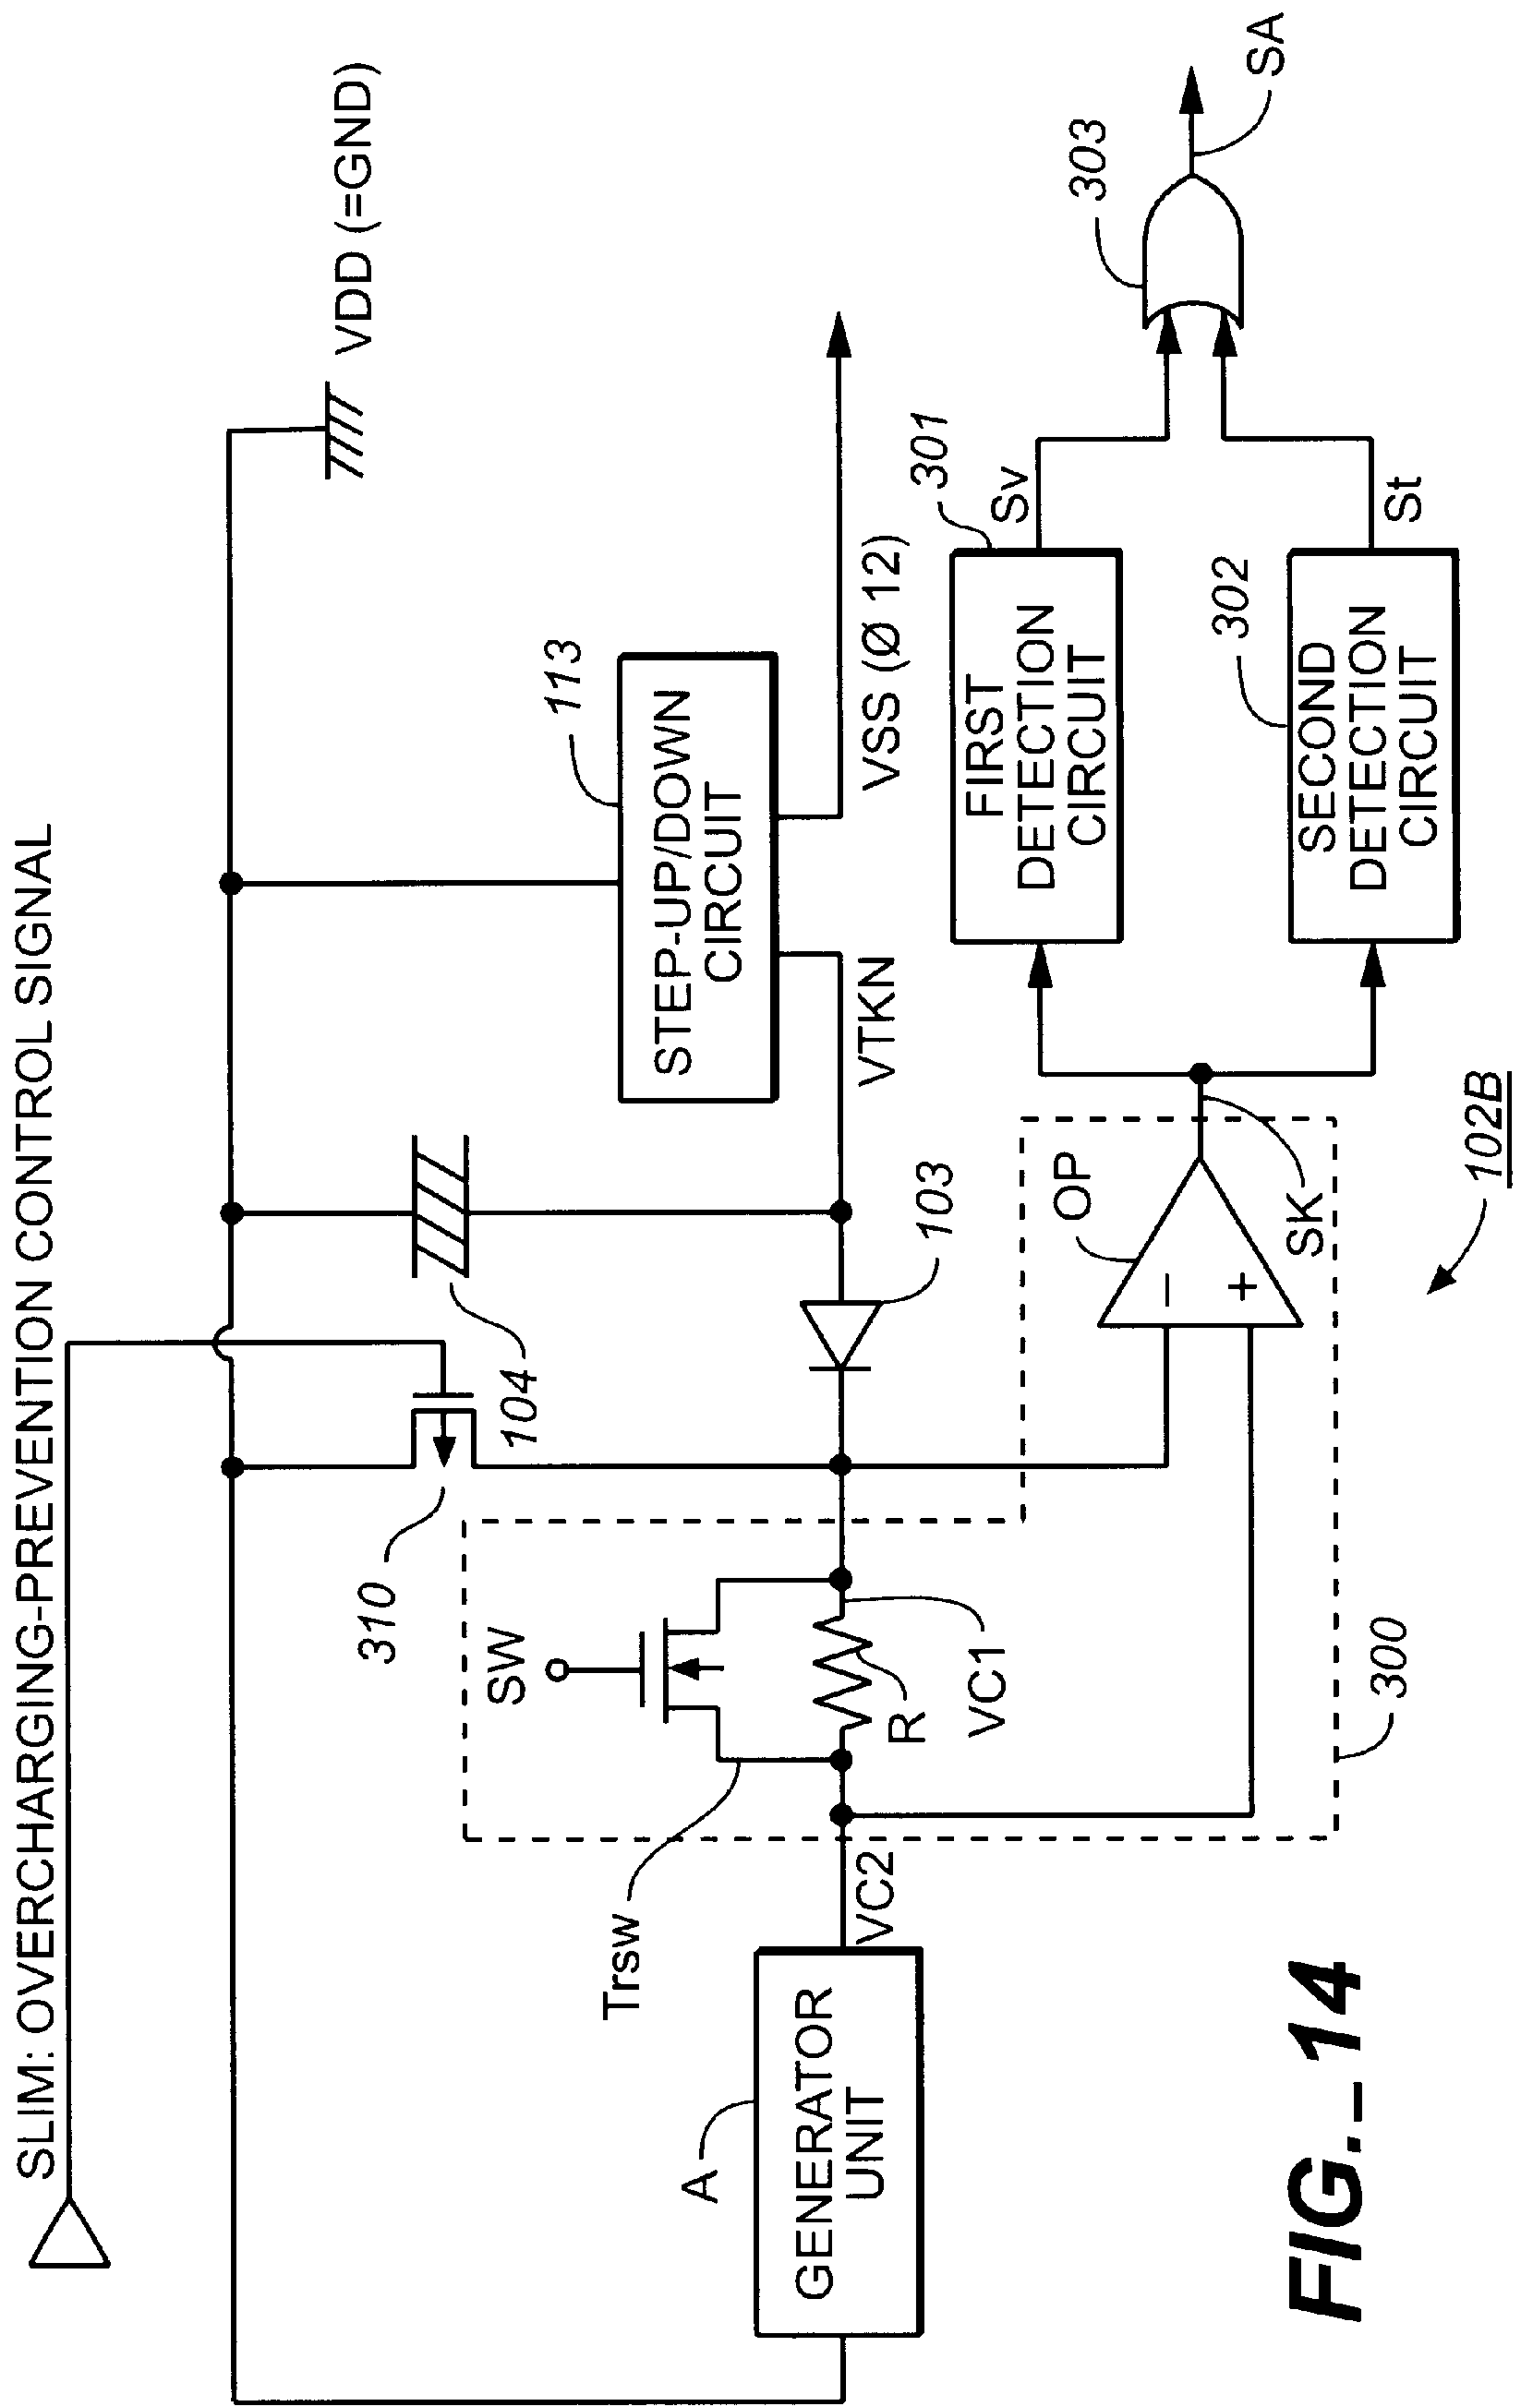 SLIM: OVERCHARGING-PREVENTION CONTROL SIGNAL
VDD (=GND)
310
104
113
STEP-UP/DOWN
CIRCUIT
SW
Trsw
R
VC1
103
VTKN
VSS (Ø 12)
A
GENERATOR
UNIT
VC2
OP
−
+
SK
300
301
FIRST
DETECTION
CIRCUIT
Sv
302
SECOND
DETECTION
CIRCUIT
St
303
SA
102B
FIG._14